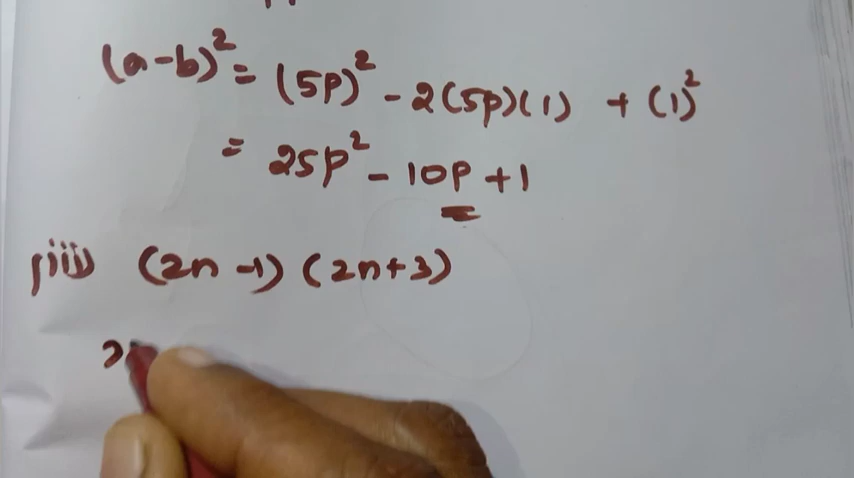 (a-b)² = (5p)² - 2(5p)(1) + (1)²
= 25p² - 10p + 1
(iii) (2n-1) (2n+3)